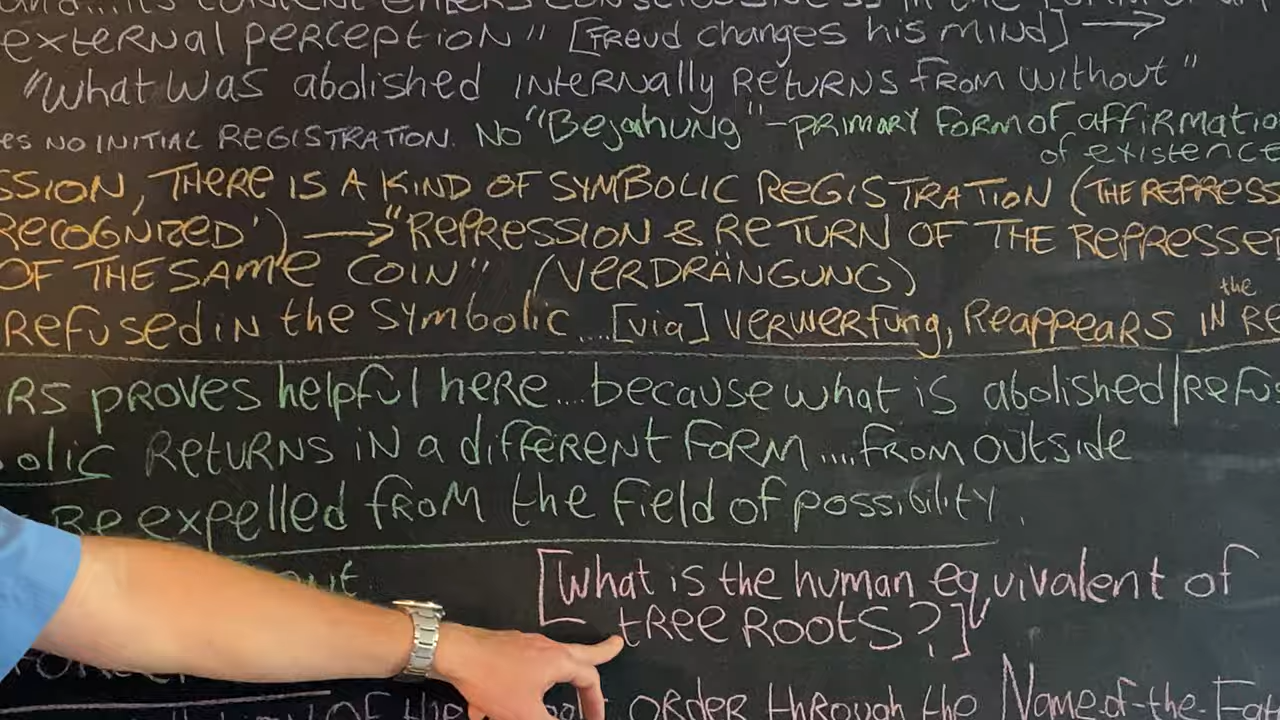 external perception" [Freud changes his mind] →
"What was abolished internally returns from without"
es no initial registration. No "Bejahung" - primary form of affirmatio
of existence
SSION, THERE IS A KIND OF SYMBOLIC REGISTRATION (THE REPRESS
RECOGNIZED') → "REPRESSION & RETURN OF THE REPRESSE
OF THE SAME COIN" (VERDRÄNGUNG)
refused in the symbolic ....[via] verwerfung, reappears in the Re
RS proves helpful here.... because what is abolished/refus
olic returns in a different form .... from outside
Be expelled from the field of possibility.
out
[What is the human equivalent of
tree roots?]
order through the Name-of-the-Fat